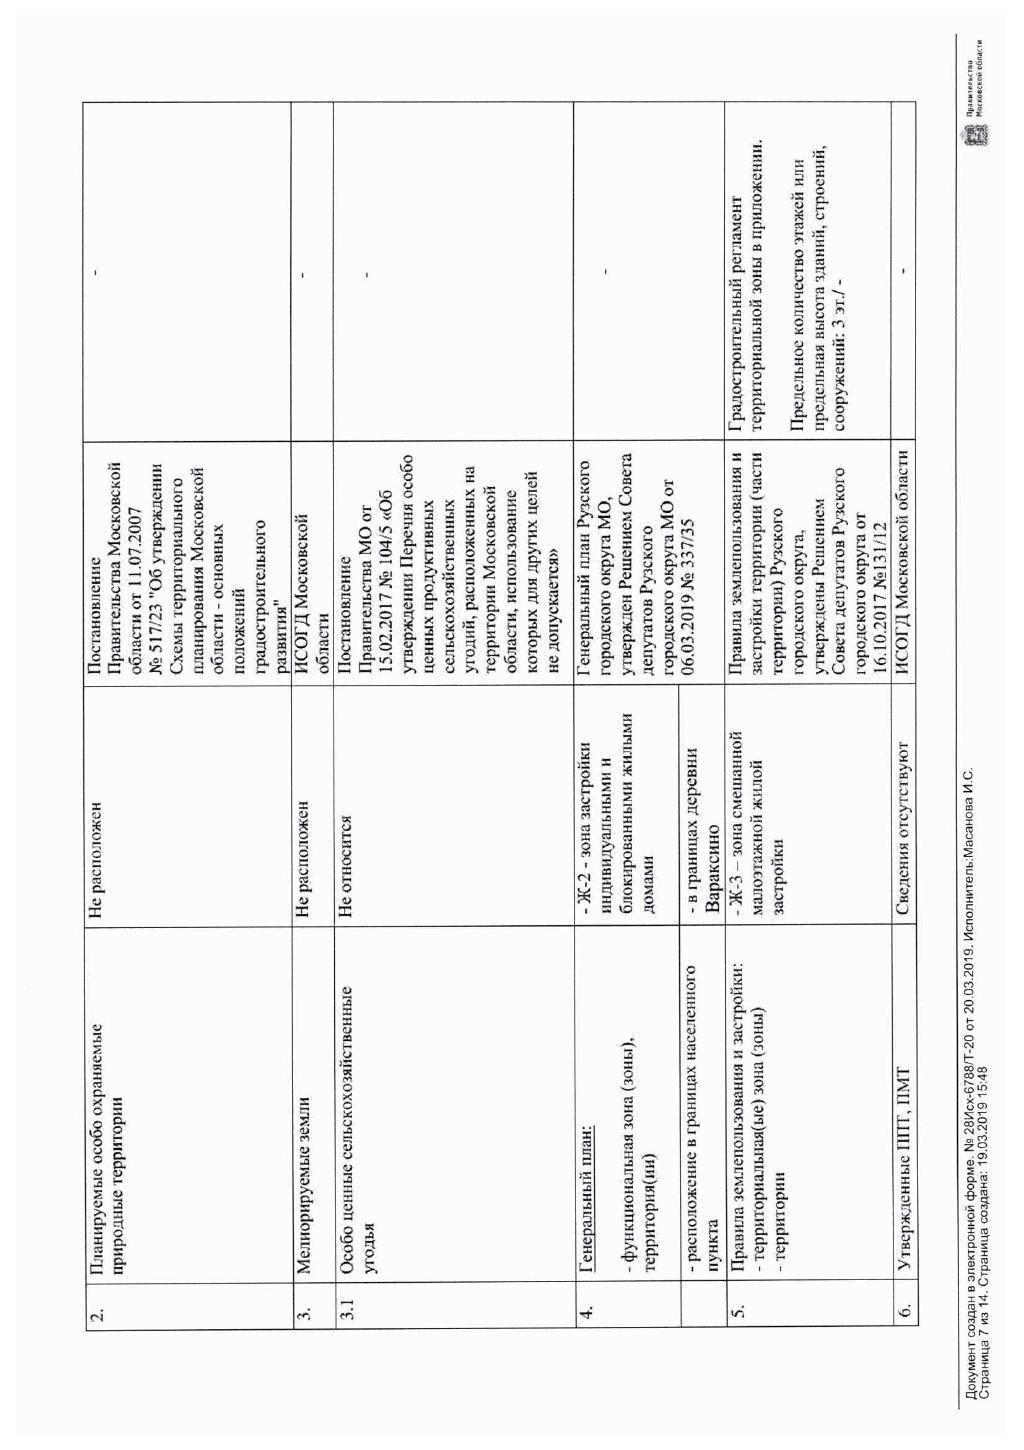 2.
Планируемые особо охраняемые
природные территории
Не расположен
Постановление
Правительства Московской
области от 11.07.2007
№ 517/23 "Об утверждении
Схемы территориального
планирования Московской
области - основных
положений
градостроительного
развития"
-
3.
Мелиорируемые земли
Не расположен
ИСОГД Московской
области
-
3.1
Особо ценные сельскохозяйственные
угодья
Не относится
Постановление
Правительства МО от
15.02.2017 № 104/5 «Об
утверждении Перечня особо
ценных продуктивных
сельскохозяйственных
угодий, расположенных на
территории Московской
области, использование
которых для других целей
не допускается»
-
4.
Генеральный план:
- функциональная зона (зоны),
территория(ии)
- Ж-2 - зона застройки
индивидуальными и
блокированными жилыми
домами
Генеральный план Рузского
городского округа МО,
утвержден Решением Совета
депутатов Рузского
городского округа МО от
06.03.2019 № 337/35
-
- расположение в границах населенного
пункта
- в границах деревни
Вараксино
5.
Правила землепользования и застройки:
- территориальная(ые) зона (зоны)
- территории
- Ж-3 – зона смешанной
малоэтажной жилой
застройки
Правила землепользования и
застройки территории (части
территории) Рузского
городского округа,
утверждены Решением
Совета депутатов Рузского
городского округа от
16.10.2017 №131/12
Градостроительный регламент
территориальной зоны в приложении.
Предельное количество этажей или
предельная высота зданий, строений,
сооружений: 3 эт./ -
6.
Утвержденные ППТ, ПМТ
Сведения отсутствуют
ИСОГД Московской области
-
Документ создан в электронной форме. № 28Исх-6788/Т-20 от 20.03.2019. Исполнитель:Масанова И.С.
Страница 7 из 14. Страница создана: 19.03.2019 15:48
Правительство
Московской области